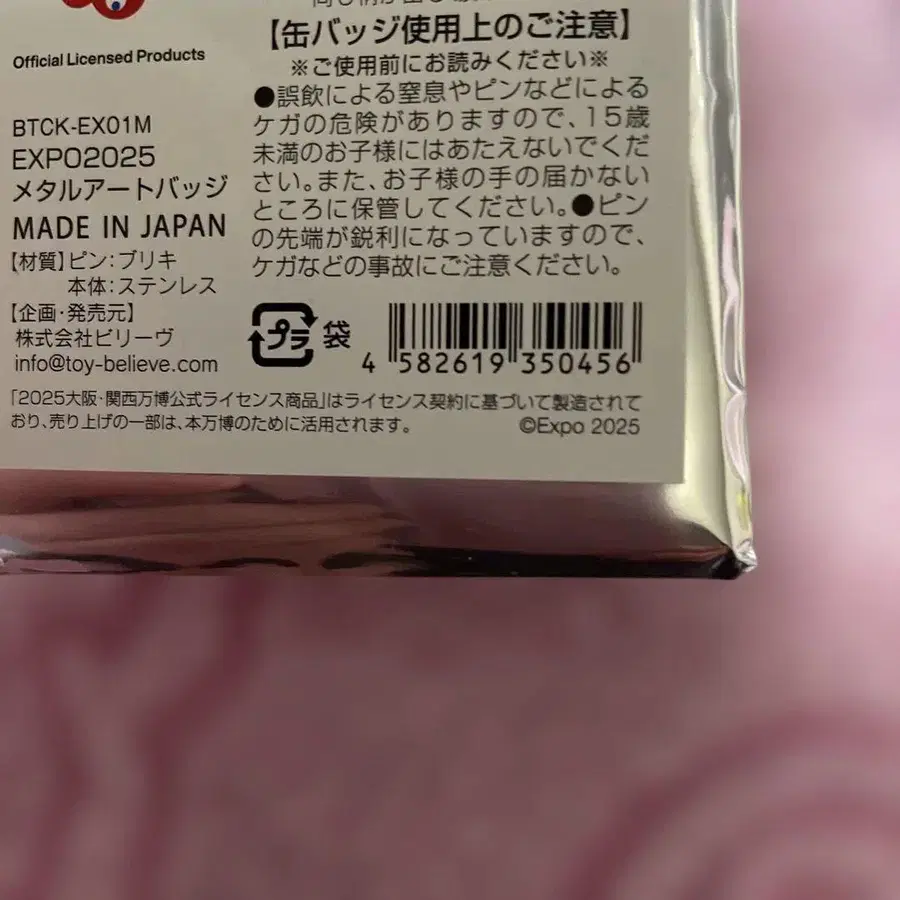 Official Licensed Products
BTCK-EX01M
EXPO2025
メタルアートバッジ
MADE IN JAPAN
【材質】ピン:ブリキ
本体:ステンレス
【企画・発売元】
株式会社ビリーヴ
info@toy-believe.com
【缶バッジ使用上のご注意】
※ご使用前にお読みください※
●誤飲による窒息やピンなどによる
ケガの危険がありますので、15歳
未満のお子様にはあたえないでくだ
さい。また、お子様の手の届かない
ところに保管してください。●ピン
の先端が鋭利になっていますので、
ケガなどの事故にご注意ください。
プラ 袋
4 582619 350456
「2025大阪・関西万博公式ライセンス商品」はライセンス契約に基づいて製造されて
おり、売り上げの一部は、本万博のために活用されます。
©Expo 2025